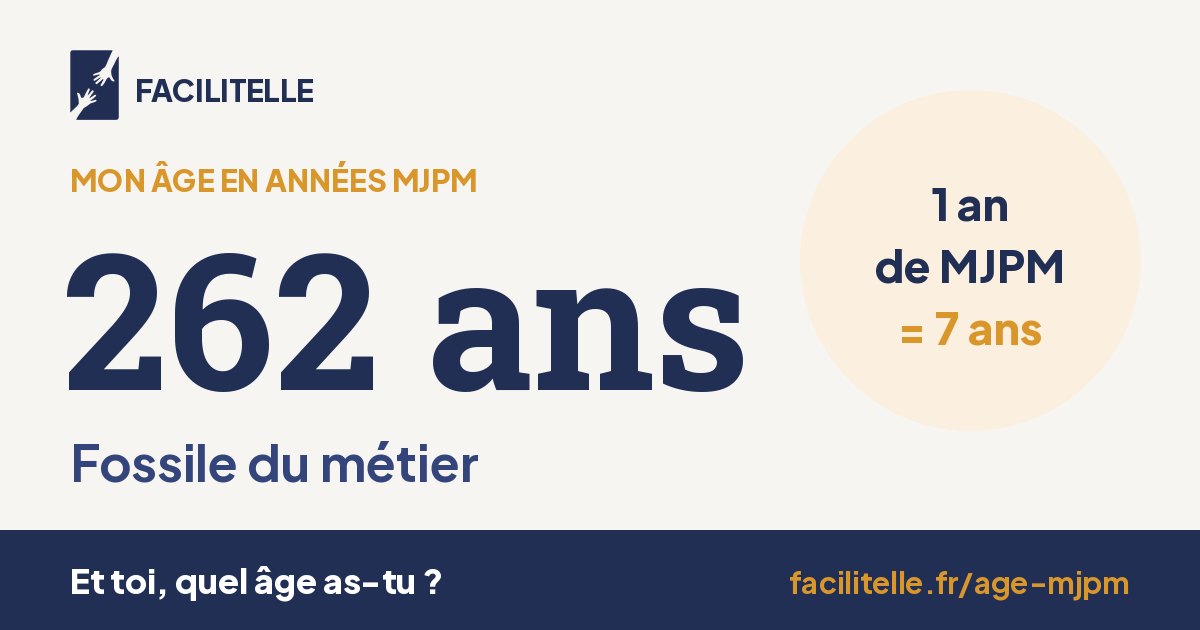 FACILITELLE
MON ÂGE EN ANNÉES MJPM
262 ans
Fossile du métier
1 an
de MJPM
= 7 ans
Et toi, quel âge as-tu ?
facilitelle.fr/age-mjpm